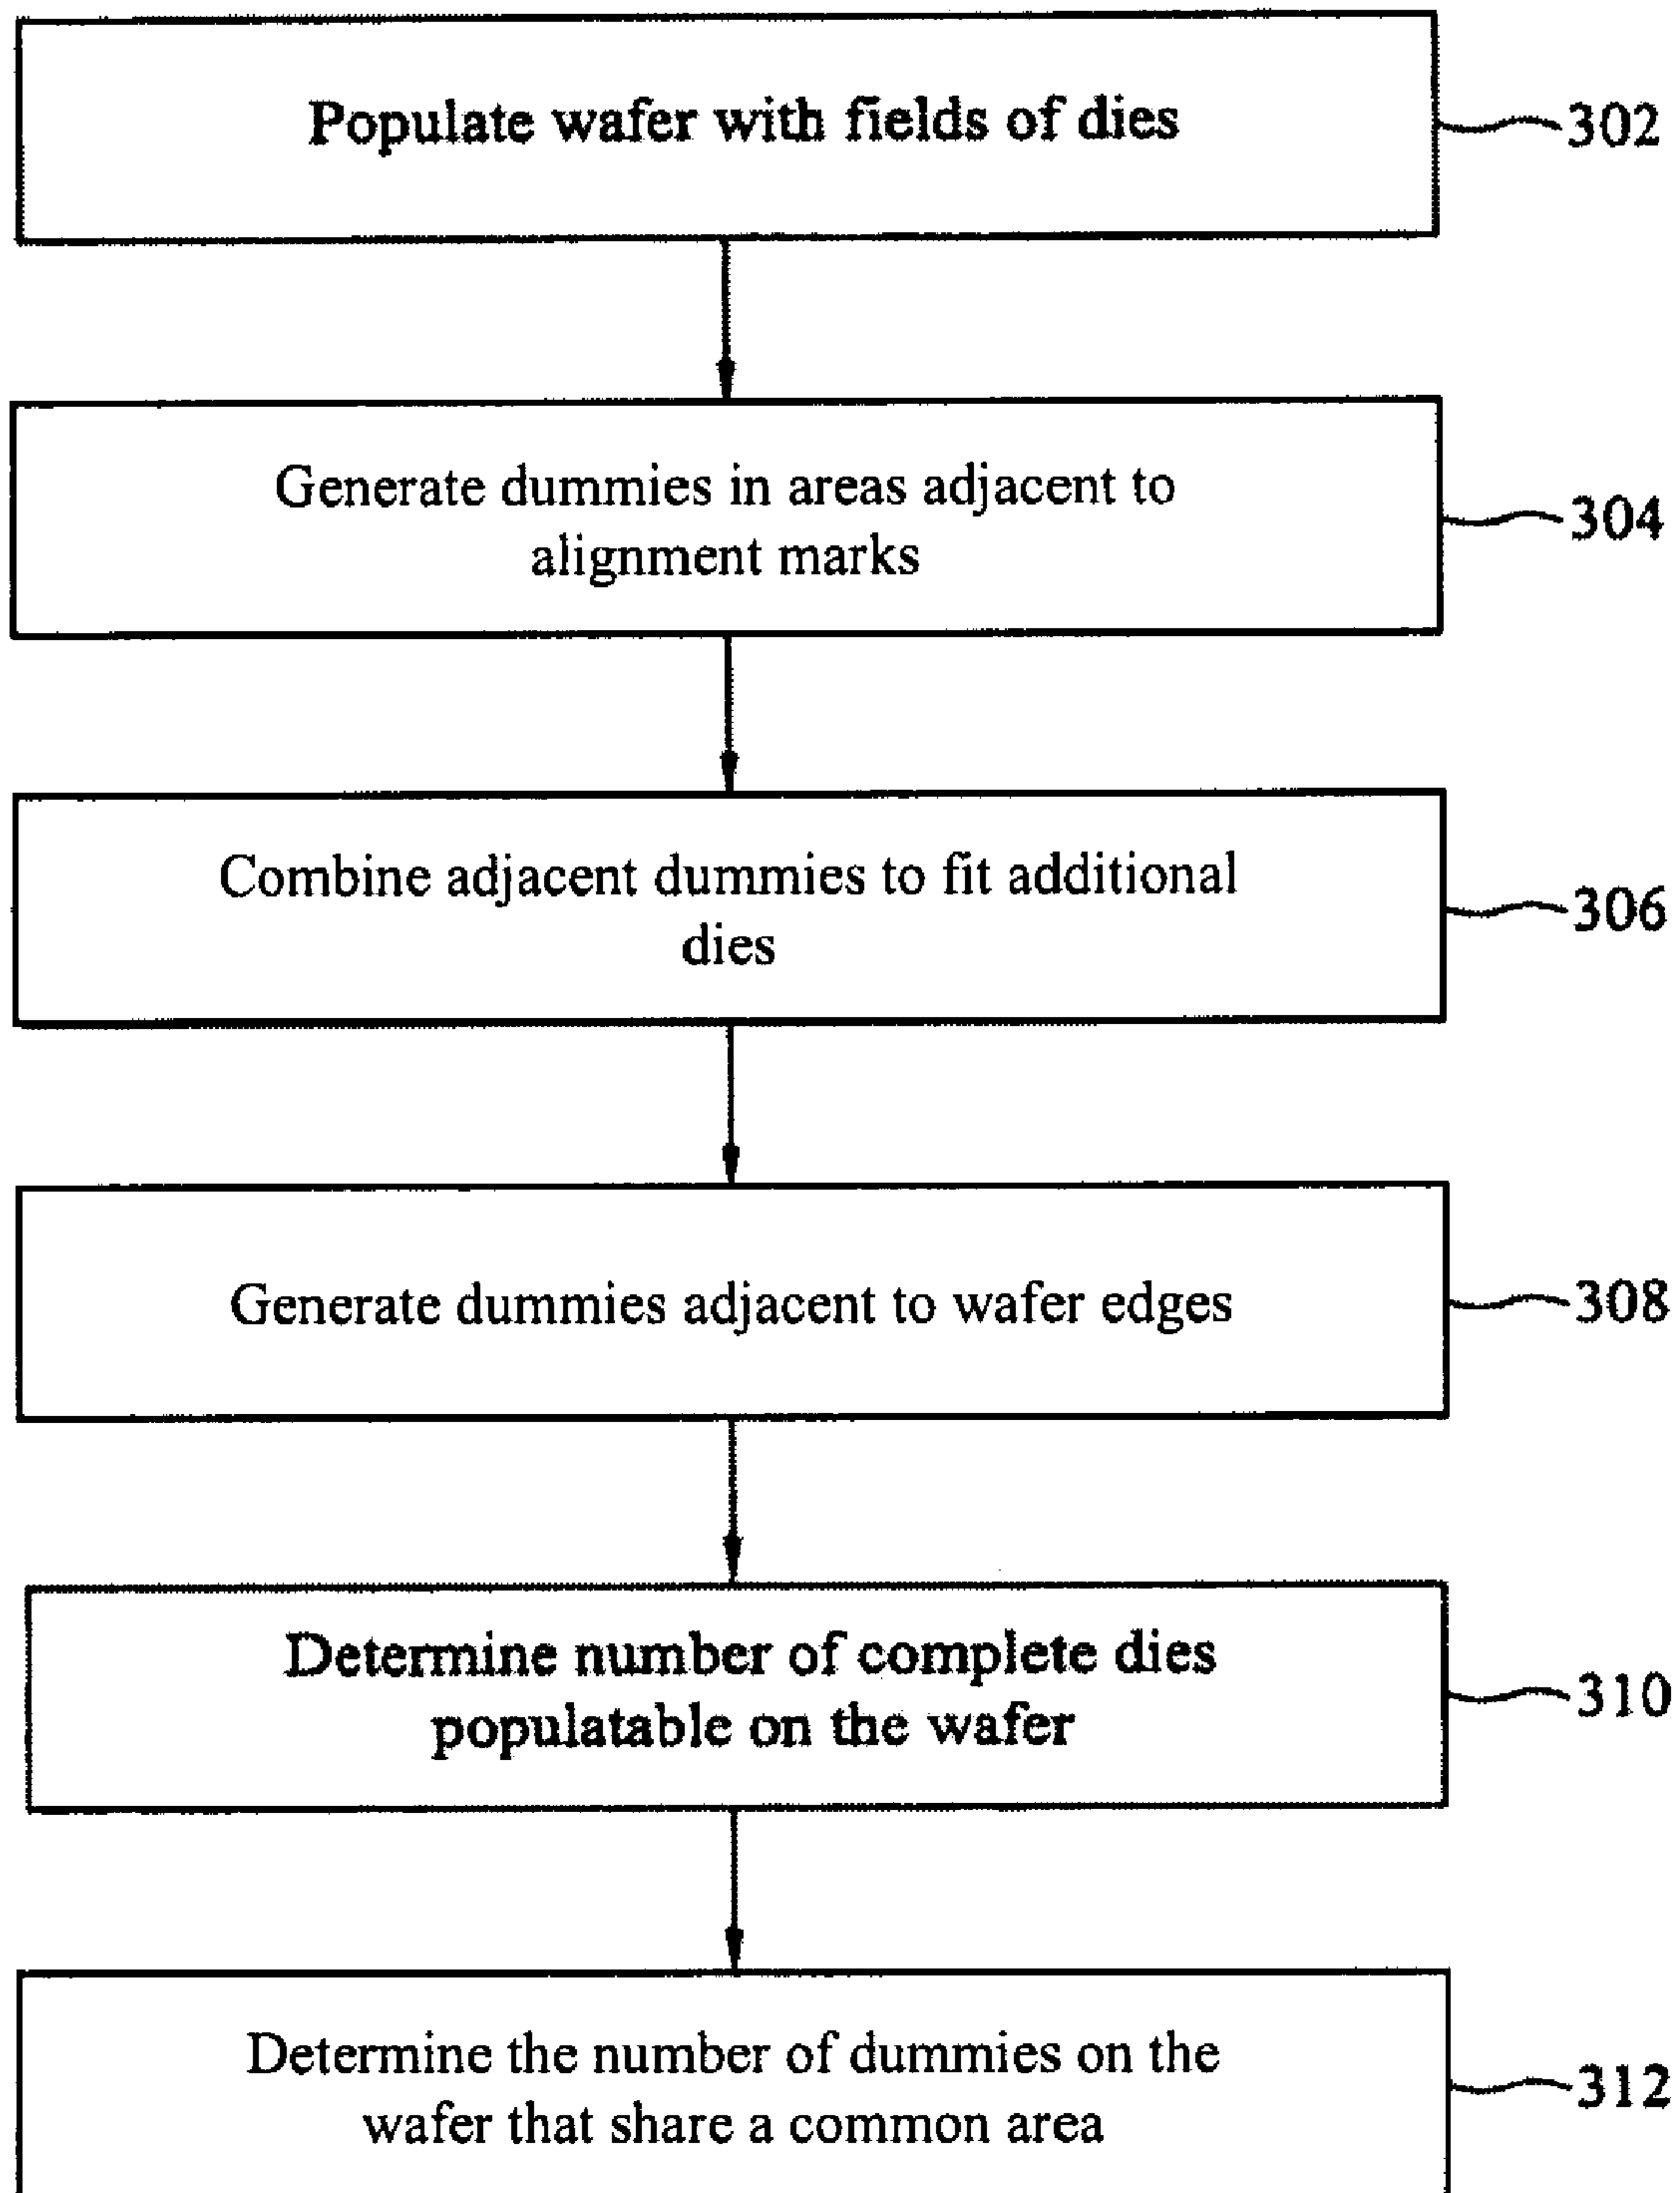 Populate wafer with fields of dies
302
Generate dummies in areas adjacent to
alignment marks
304
Combine adjacent dummies to fit additional
dies
306
Generate dummies adjacent to wafer edges
308
Determine number of complete dies
populatable on the wafer
310
Determine the number of dummies on the
wafer that share a common area
312